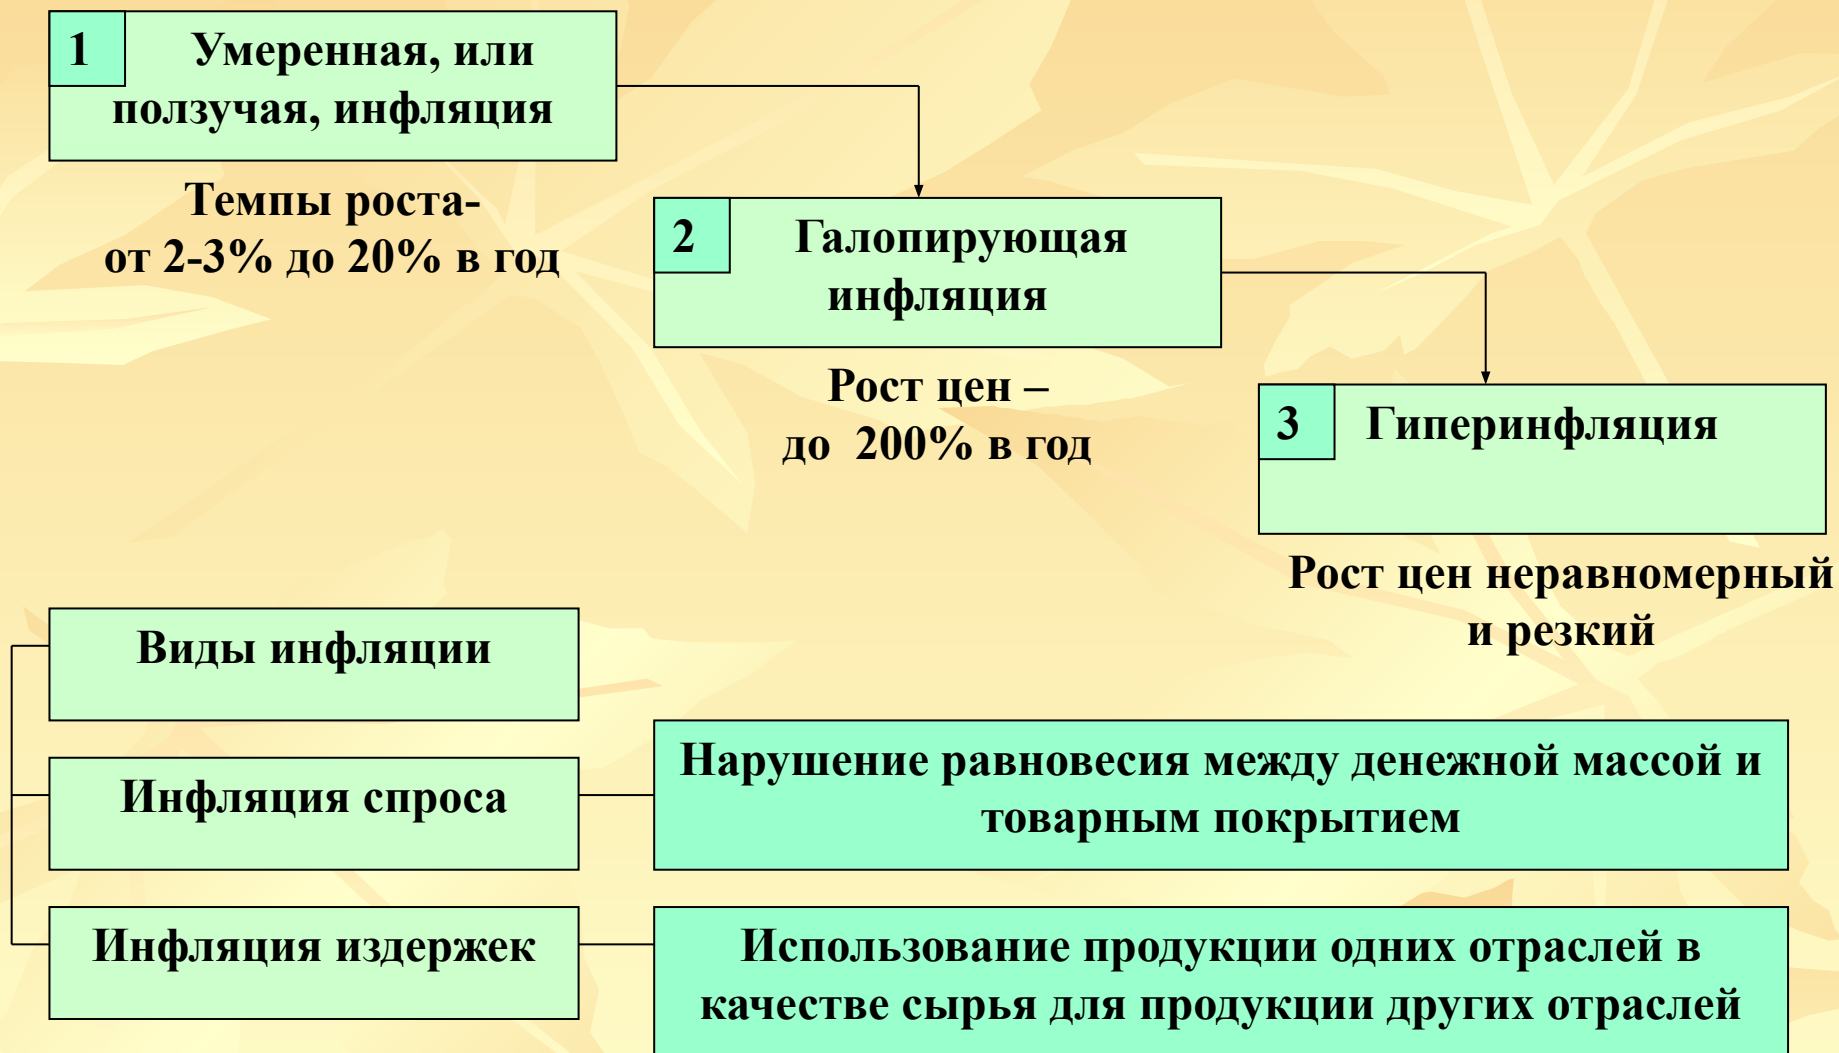 1 Умеренная, или
ползучая, инфляция
Темпы роста-
от 2-3% до 20% в год
2 Галопирующая
инфляция
Рост цен –
до 200% в год
3 Гиперинфляция
Рост цен неравномерный
и резкий
Виды инфляции
Инфляция спроса
Нарушение равновесия между денежной массой и
товарным покрытием
Инфляция издержек
Использование продукции одних отраслей в
качестве сырья для продукции других отраслей